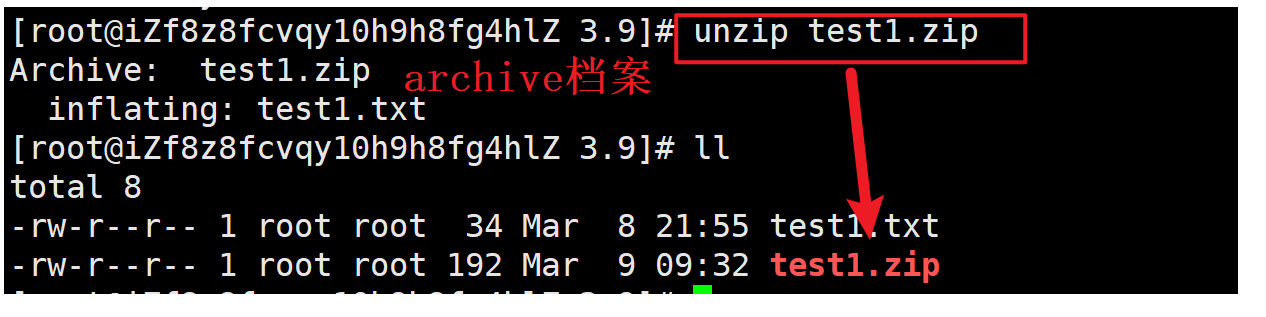 [root@iZf8z8fcvqy10h9h8fg4hlZ 3.9]# unzip test1.zip
Archive:  test1.zip archive档案
  inflating: test1.txt
[root@iZf8z8fcvqy10h9h8fg4hlZ 3.9]# ll
total 8
-rw-r--r-- 1 root root  34 Mar  8 21:55 test1.txt
-rw-r--r-- 1 root root 192 Mar  9 09:32 test1.zip